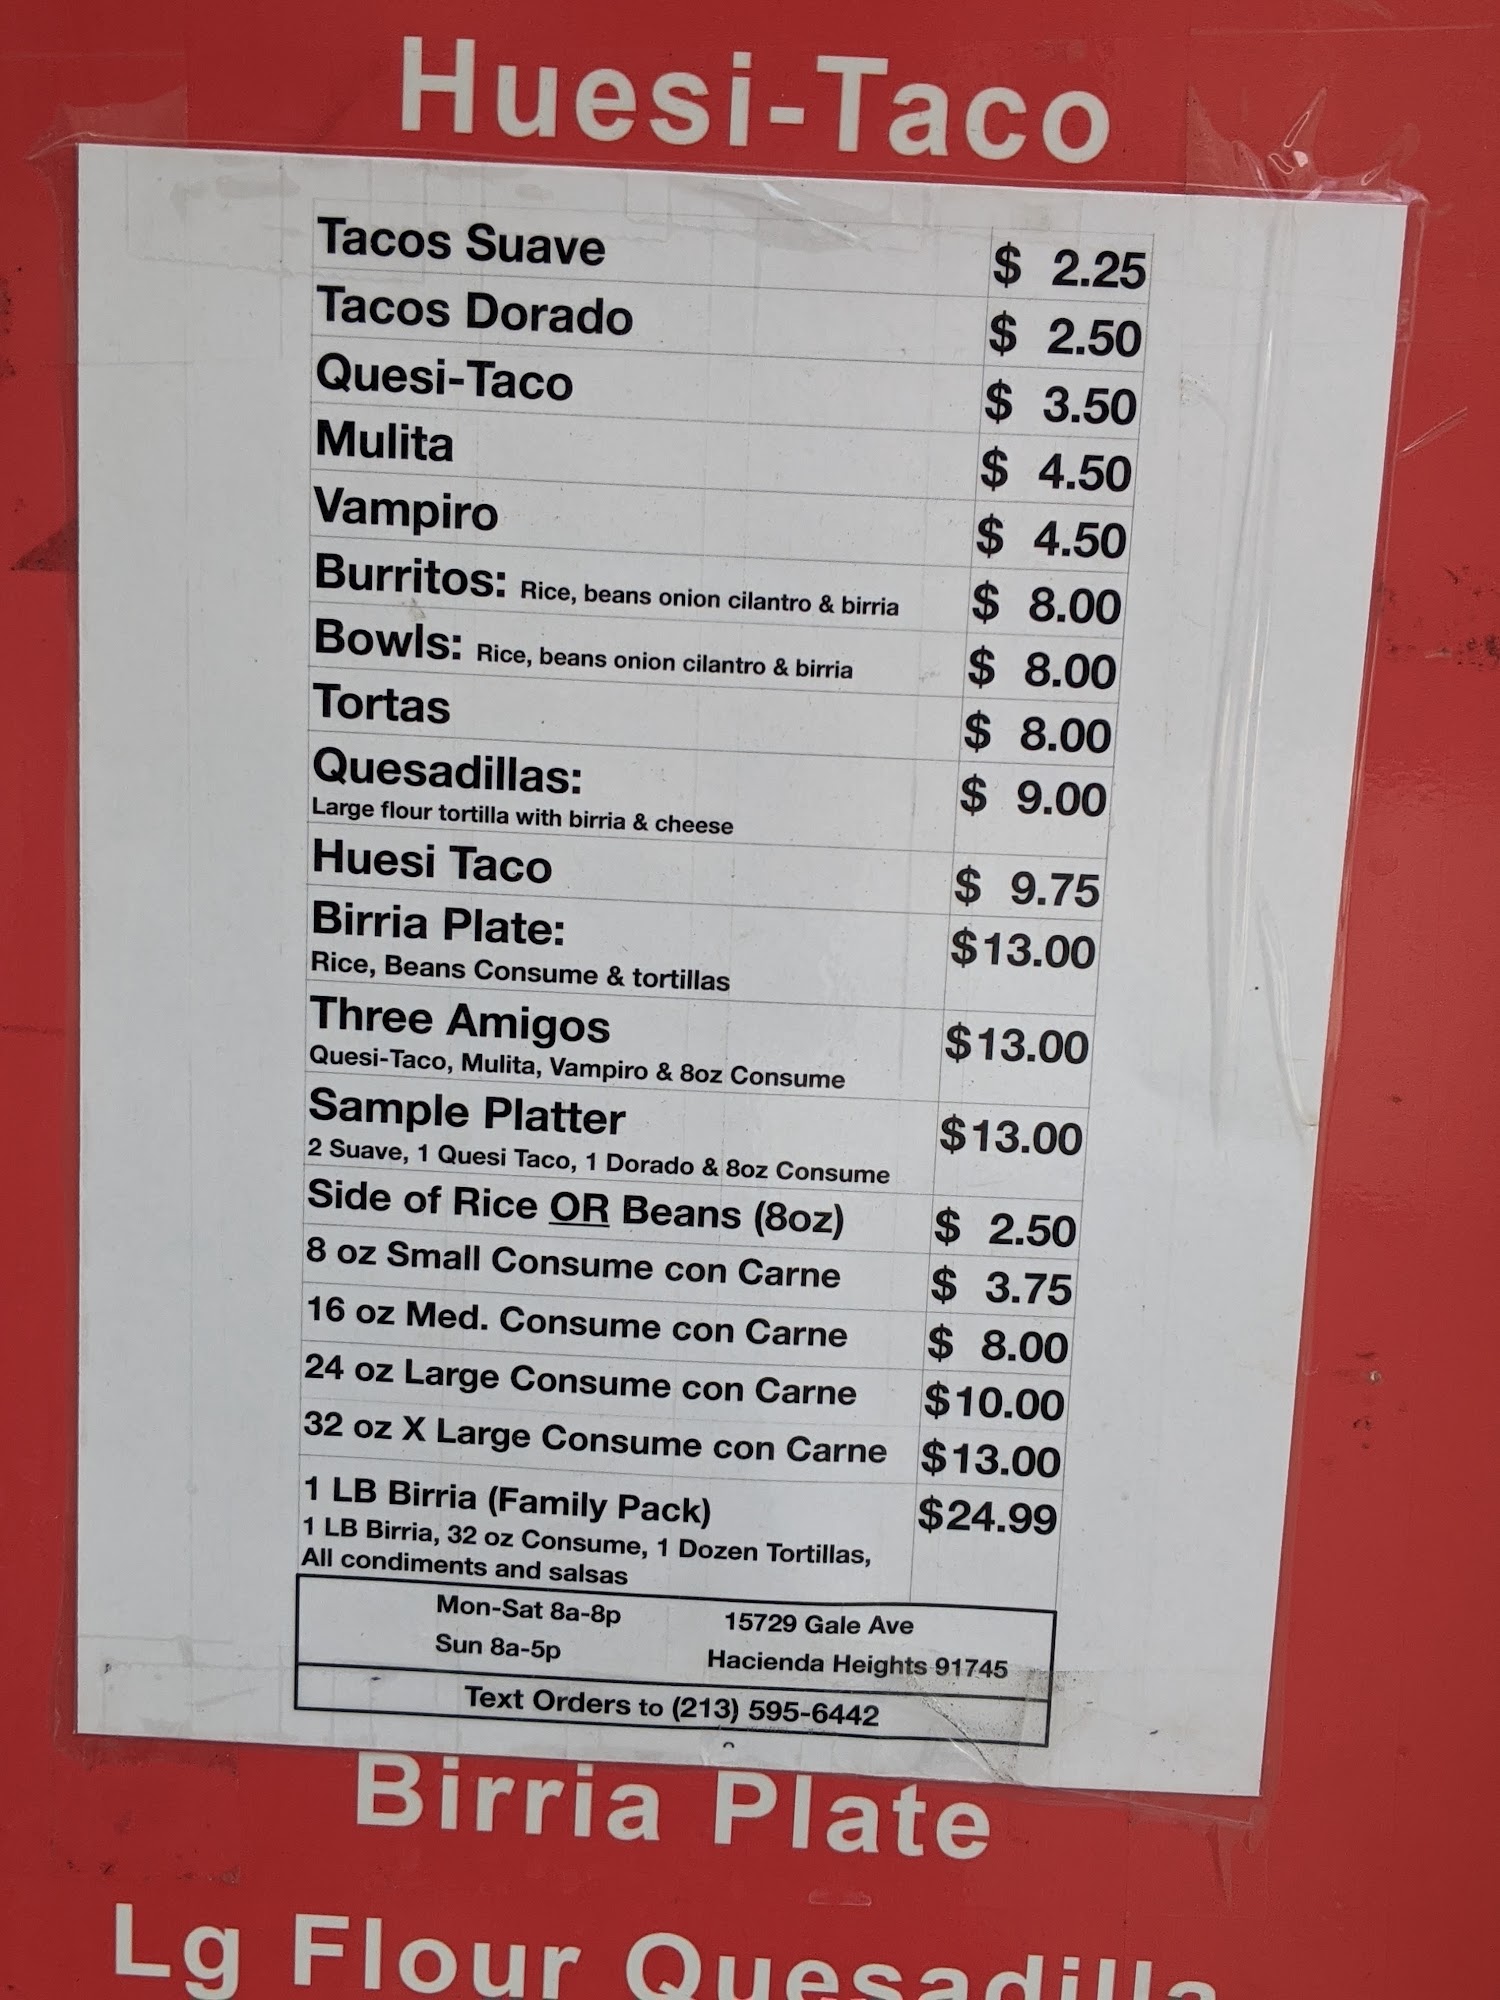 Huesi-Taco
Tacos Suave $ 2.25
Tacos Dorado $ 2.50
Quesi-Taco $ 3.50
Mulita $ 4.50
Vampiro $ 4.50
Burritos: Rice, beans onion cilantro & birria $ 8.00
Bowls: Rice, beans onion cilantro & birria $ 8.00
Tortas $ 8.00
Quesadillas: $ 9.00
Large flour tortilla with birria & cheese
Huesi Taco $ 9.75
Birria Plate: $13.00
Rice, Beans Consume & tortillas
Three Amigos $13.00
Quesi-Taco, Mulita, Vampiro & 8oz Consume
Sample Platter $13.00
2 Suave, 1 Quesi Taco, 1 Dorado & 8oz Consume
Side of Rice OR Beans (8oz) $ 2.50
8 oz Small Consume con Carne $ 3.75
16 oz Med. Consume con Carne $ 8.00
24 oz Large Consume con Carne $10.00
32 oz X Large Consume con Carne $13.00
1 LB Birria (Family Pack) $24.99
1 LB Birria, 32 oz Consume, 1 Dozen Tortillas,
All condiments and salsas
Mon-Sat 8a-8p 15729 Gale Ave
Sun 8a-5p Hacienda Heights 91745
Text Orders to (213) 595-6442
Birria Plate
Lg Flour Quesadilla